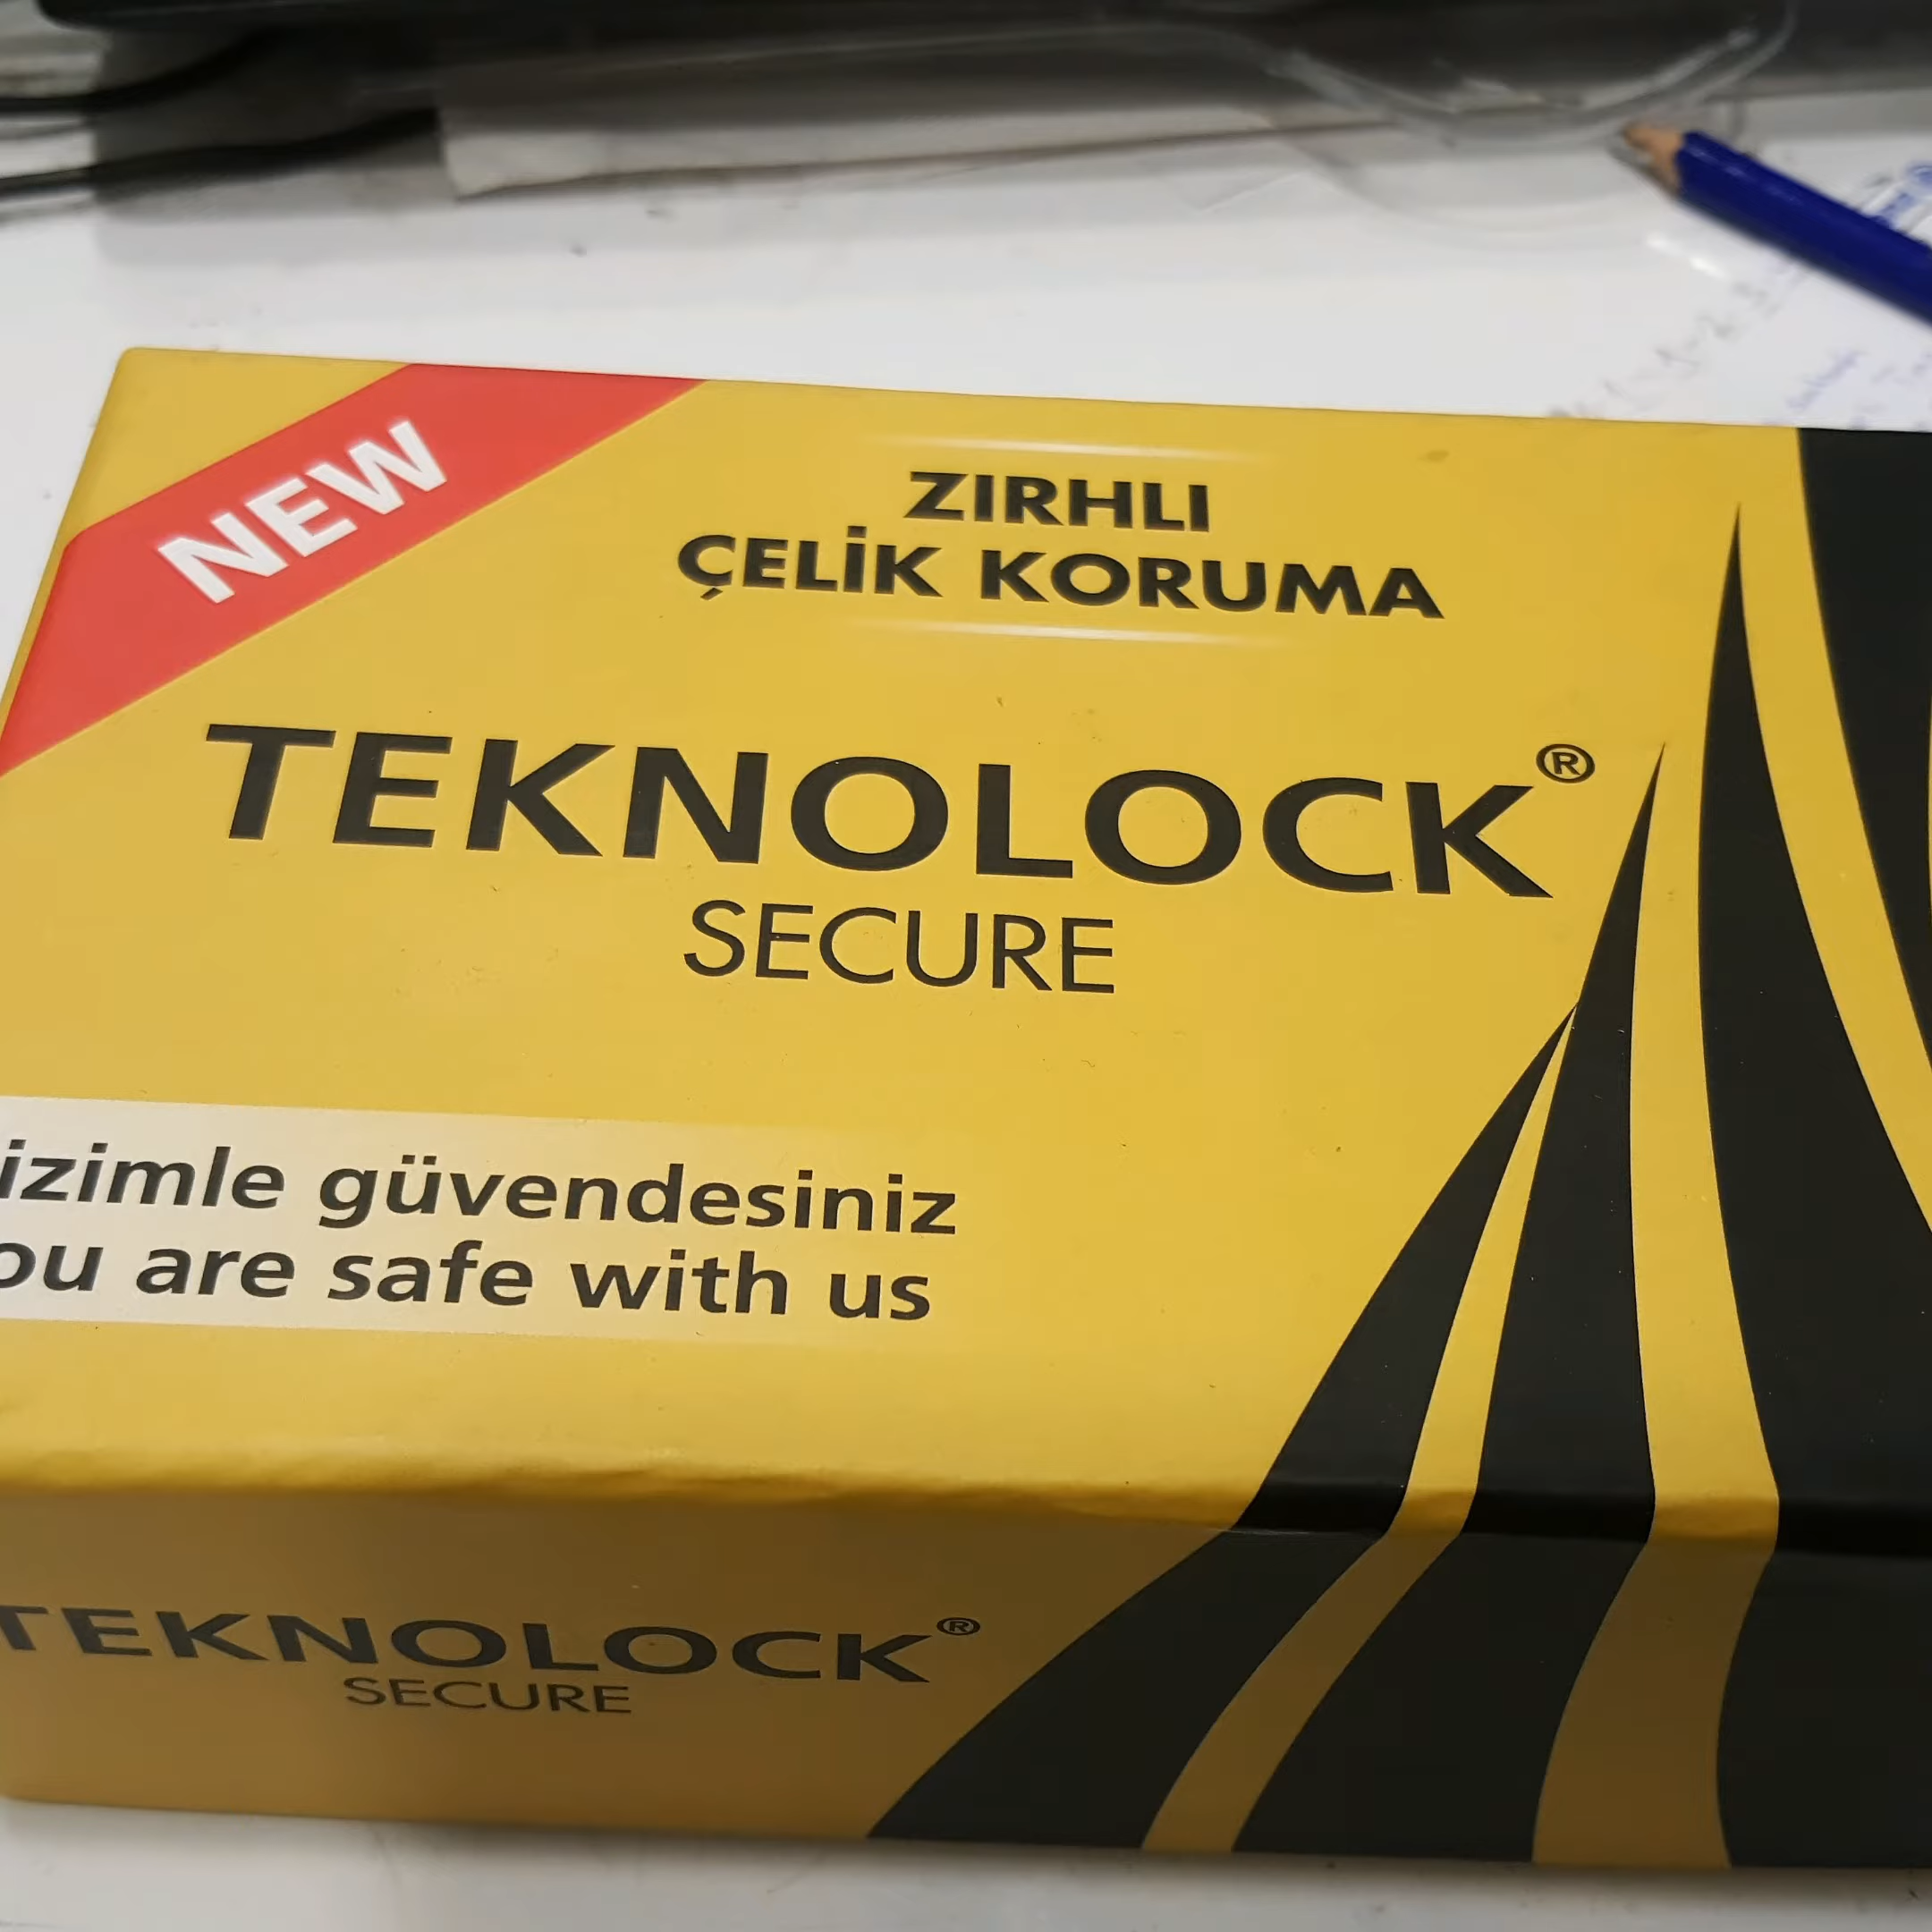 NEW
ZIRHLI
ÇELİK KORUMA
TEKNOLOCK®
SECURE
izimle güvendesiniz
ou are safe with us
TEKNOLOCK®
SECURE